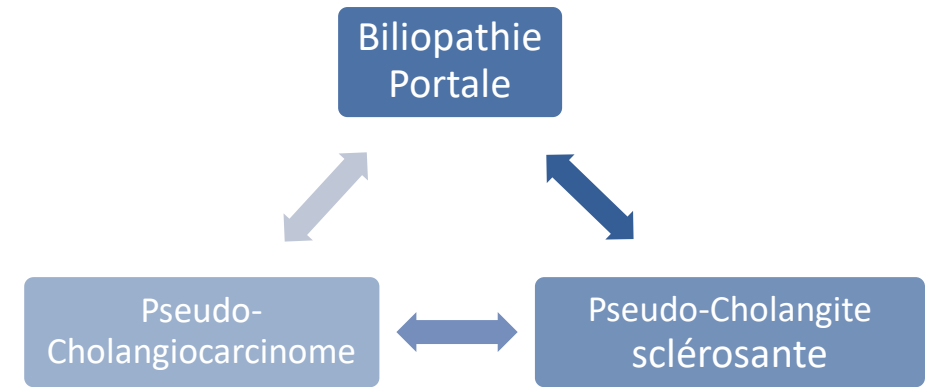 Biliopathie
Portale
Pseudo-
Cholangiocarcinome
Pseudo-Cholangite
sclérosante